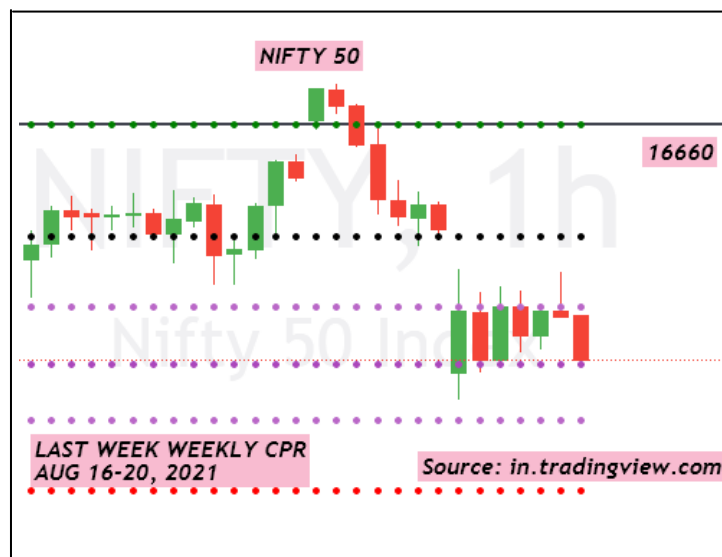 NIFTY 50
16660
NIFTY, 1h
Nifty 50 Index
LAST WEEK WEEKLY CPR
AUG 16-20, 2021
Source: in.tradingview.com